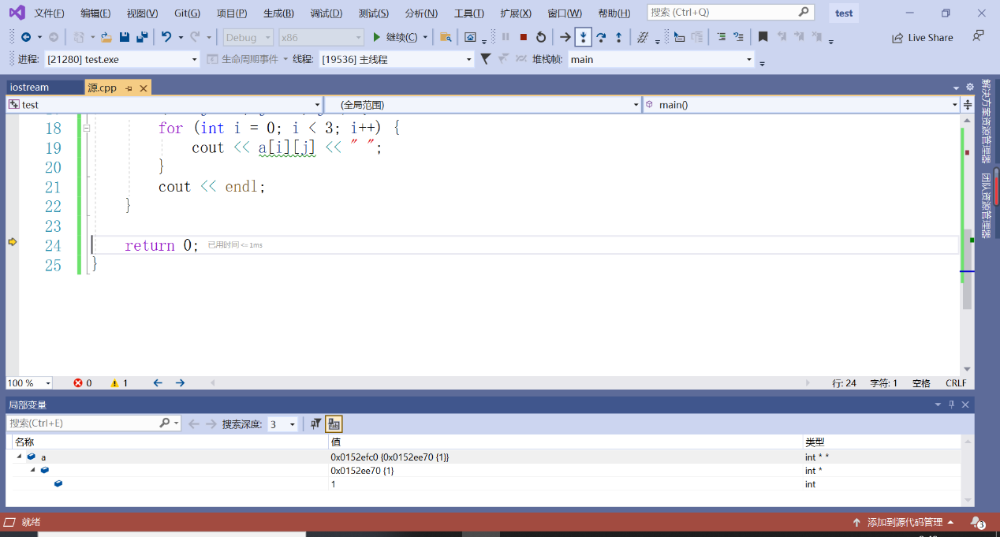 文件(F) 编辑(E) 视图(V) Git(G) 项目(P) 生成(B) 调试(D) 测试(S) 分析(N) 工具(T) 扩展(X) 窗口(W) 帮助(H) 搜索 (Ctrl+Q) test
Debug x86 继续(C) Live Share
进程: [21280] test.exe 生命周期事件 线程: [19536] 主线程 堆栈帧: main
iostream 源.cpp
test (全局范围) main()
18 for (int i = 0; i < 3; i++) {
19 cout << a[i][j] << " ";
20 }
21 cout << endl;
22 }
23
24 return 0; 已用时间 <= 1ms
25 }
解决方案资源管理器
团队资源管理器
100 % 0 1 行: 24 字符: 1 空格 CRLF
局部变量
搜索(Ctrl+E) 搜索深度: 3
名称 值 类型
a 0x0152efc0 {0x0152ee70 {1}} int * *
0x0152ee70 {1} int *
1 int
就绪 添加到源代码管理 3